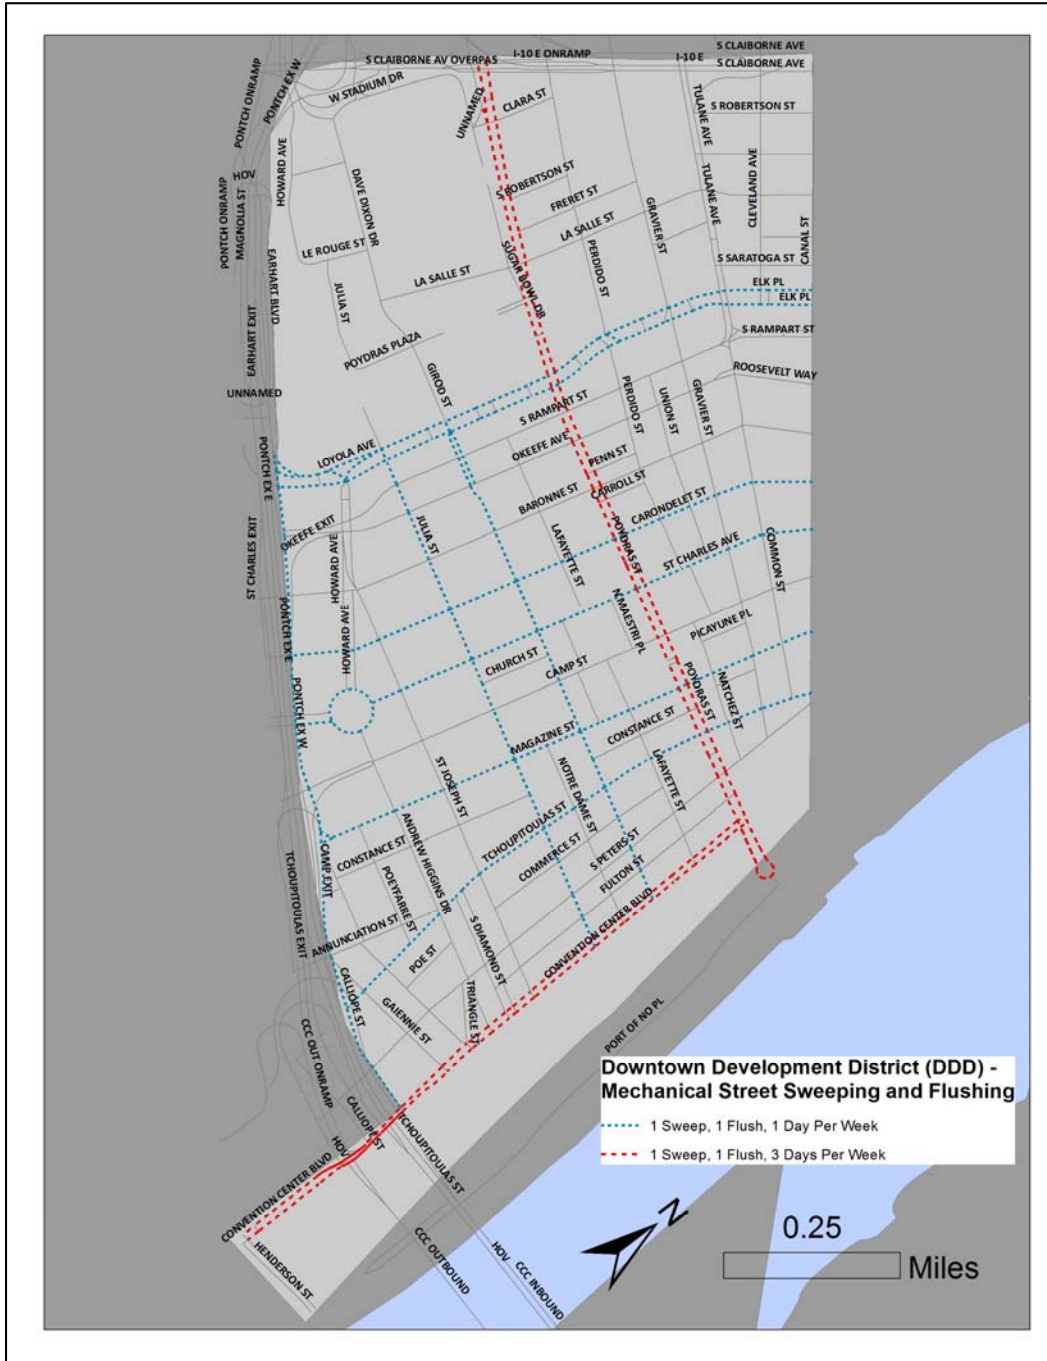 S CLAIBORNE AVE
I-10 E ONRAMP
S CLAIBORNE AV OVERPAS
I-10 E
S CLAIBORNE AVE
PONTCH ONRAMP
PONTCH EX W
W STADIUM DR
UNNAMED
CLARA ST
TULANE AVE
S ROBERTSON ST
HOWARD AVE
HOV
PONTCH ONRAMP
MAGNOLIA ST
DAVE DIXON DR
S ROBERTSON ST
FRERET ST
LA SALLE ST
GRAVIER ST
TULANE AVE
CLEVELAND AVE
CANAL ST
LE ROUGE ST
EARHART BLVD
JULIA ST
LA SALLE ST
SUGAR BOWL DR
PERDIDO ST
S SARATOGA ST
ELK PL
ELK PL
EARHART EXIT
POYDRAS PLAZA
GIROD ST
S RAMPART ST
ROOSEVELT WAY
UNNAMED
S RAMPART ST
PERDIDO ST
UNION ST
GRAVIER ST
LOYOLA AVE
OKEEFE AVE
PENN ST
PONTCH EX E
CARROLL ST
BARONNE ST
CARONDELET ST
OKEEFE EXIT
JULIA ST
LAFAYETTE ST
POYDRAS ST
ST CHARLES AVE
COMMON ST
ST CHARLES EXIT
HOWARD AVE
PONTCH EX E
HOWARD AVE
N MAESTRI PL
PICAYUNE PL
CHURCH ST
CAMP ST
PONTCH EX W
POYDRAS ST
NATCHEZ ST
MAGAZINE ST
CONSTANCE ST
ST JOSEPH ST
NOTRE DAME ST
LAFAYETTE ST
TCHOUPITOULAS ST
ANDREW HIGGINS DR
CONSTANCE ST
CAMP EXIT
COMMERCE ST
S PETERS ST
FULTON ST
TCHOUPITOULAS EXIT
POEYFARRE ST
ANNUNCIATION ST
POE ST
S DIAMOND ST
CONVENTION CENTER BLVD
CALLIOPE ST
GAIENNIE ST
TRIANGLE ST
PORT OF NO PL
CCC OUT ONRAMP
CALLIOPE ST
HOV
TCHOUPITOULAS ST
CONVENTION CENTER BLVD
HENDERSON ST
CCC OUTBOUND
HOV
CCC INBOUND
Downtown Development District (DDD) -
Mechanical Street Sweeping and Flushing
1 Sweep, 1 Flush, 1 Day Per Week
1 Sweep, 1 Flush, 3 Days Per Week
N
0.25
Miles